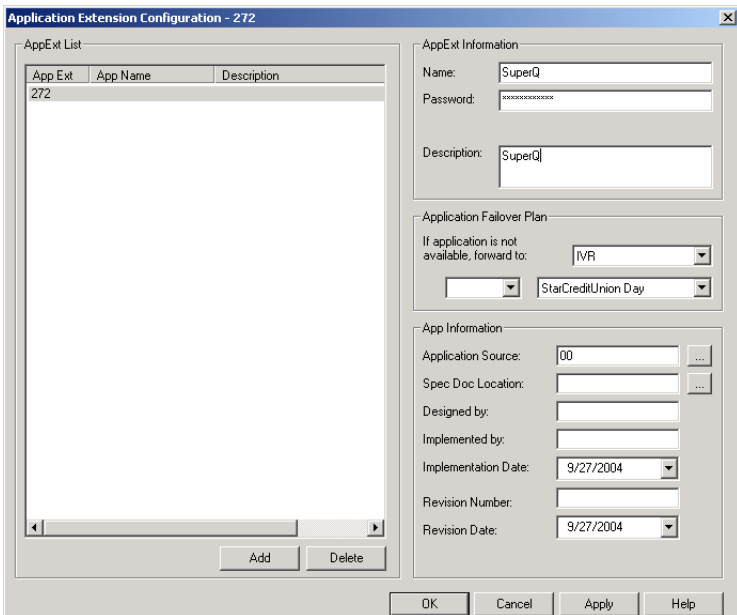 Application Extension Configuration - 272
AppExt List
App Ext App Name Description
272
Add Delete
AppExt Information
Name: SuperQ
Password: xxxxxxxxxxxx
Description: SuperQ
Application Failover Plan
If application is not
available, forward to: IVR
StarCreditUnion Day
App Information
Application Source: 00 ...
Spec Doc Location: ...
Designed by:
Implemented by:
Implementation Date: 9/27/2004
Revision Number:
Revision Date: 9/27/2004
OK Cancel Apply Help